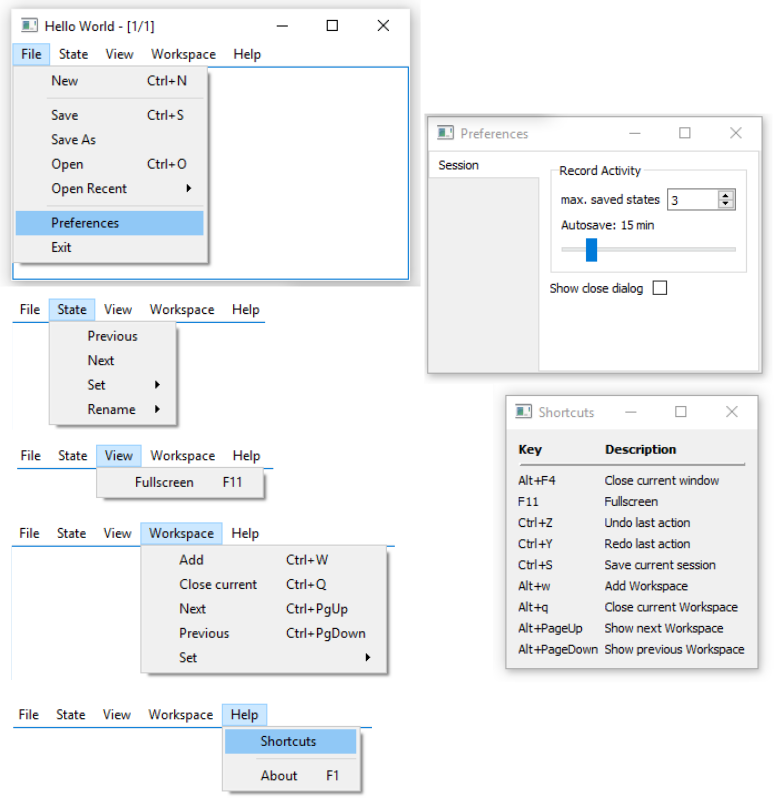 Hello World - [1/1]
File State View Workspace Help
New Ctrl+N
Save Ctrl+S
Save As
Open Ctrl+O
Open Recent
Preferences
Exit
File State View Workspace Help
Previous
Next
Set
Rename
File State View Workspace Help
Fullscreen F11
File State View Workspace Help
Add Ctrl+W
Close current Ctrl+Q
Next Ctrl+PgUp
Previous Ctrl+PgDown
Set
File State View Workspace Help
Shortcuts
About F1
Preferences
Session
Record Activity
max. saved states 3
Autosave: 15 min
Show close dialog
Shortcuts
Key Description
Alt+F4 Close current window
F11 Fullscreen
Ctrl+Z Undo last action
Ctrl+Y Redo last action
Ctrl+S Save current session
Alt+w Add Workspace
Alt+q Close current Workspace
Alt+PageUp Show next Workspace
Alt+PageDown Show previous Workspace